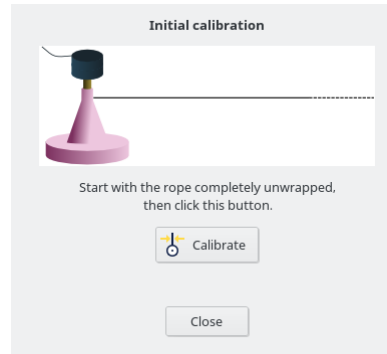 Initial calibration
Start with the rope completely unwrapped,
then click this button.
Calibrate
Close